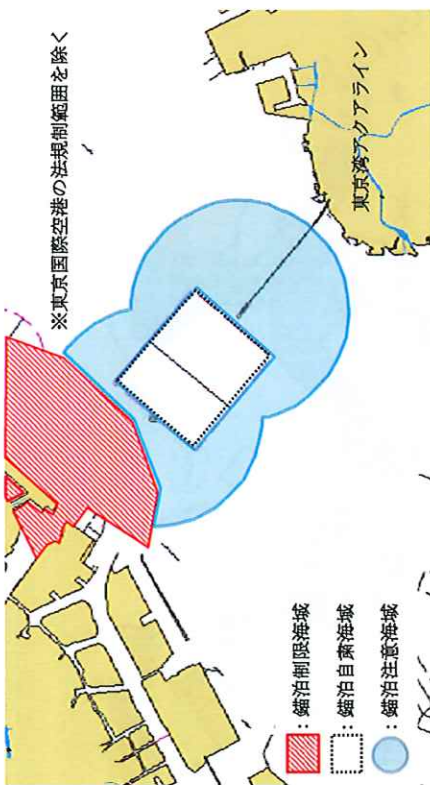 ※東京国際空港の法規制範囲を除く
東京湾アクアライン
：錨泊制限海域
：錨泊自粛海域
：錨泊注意海域